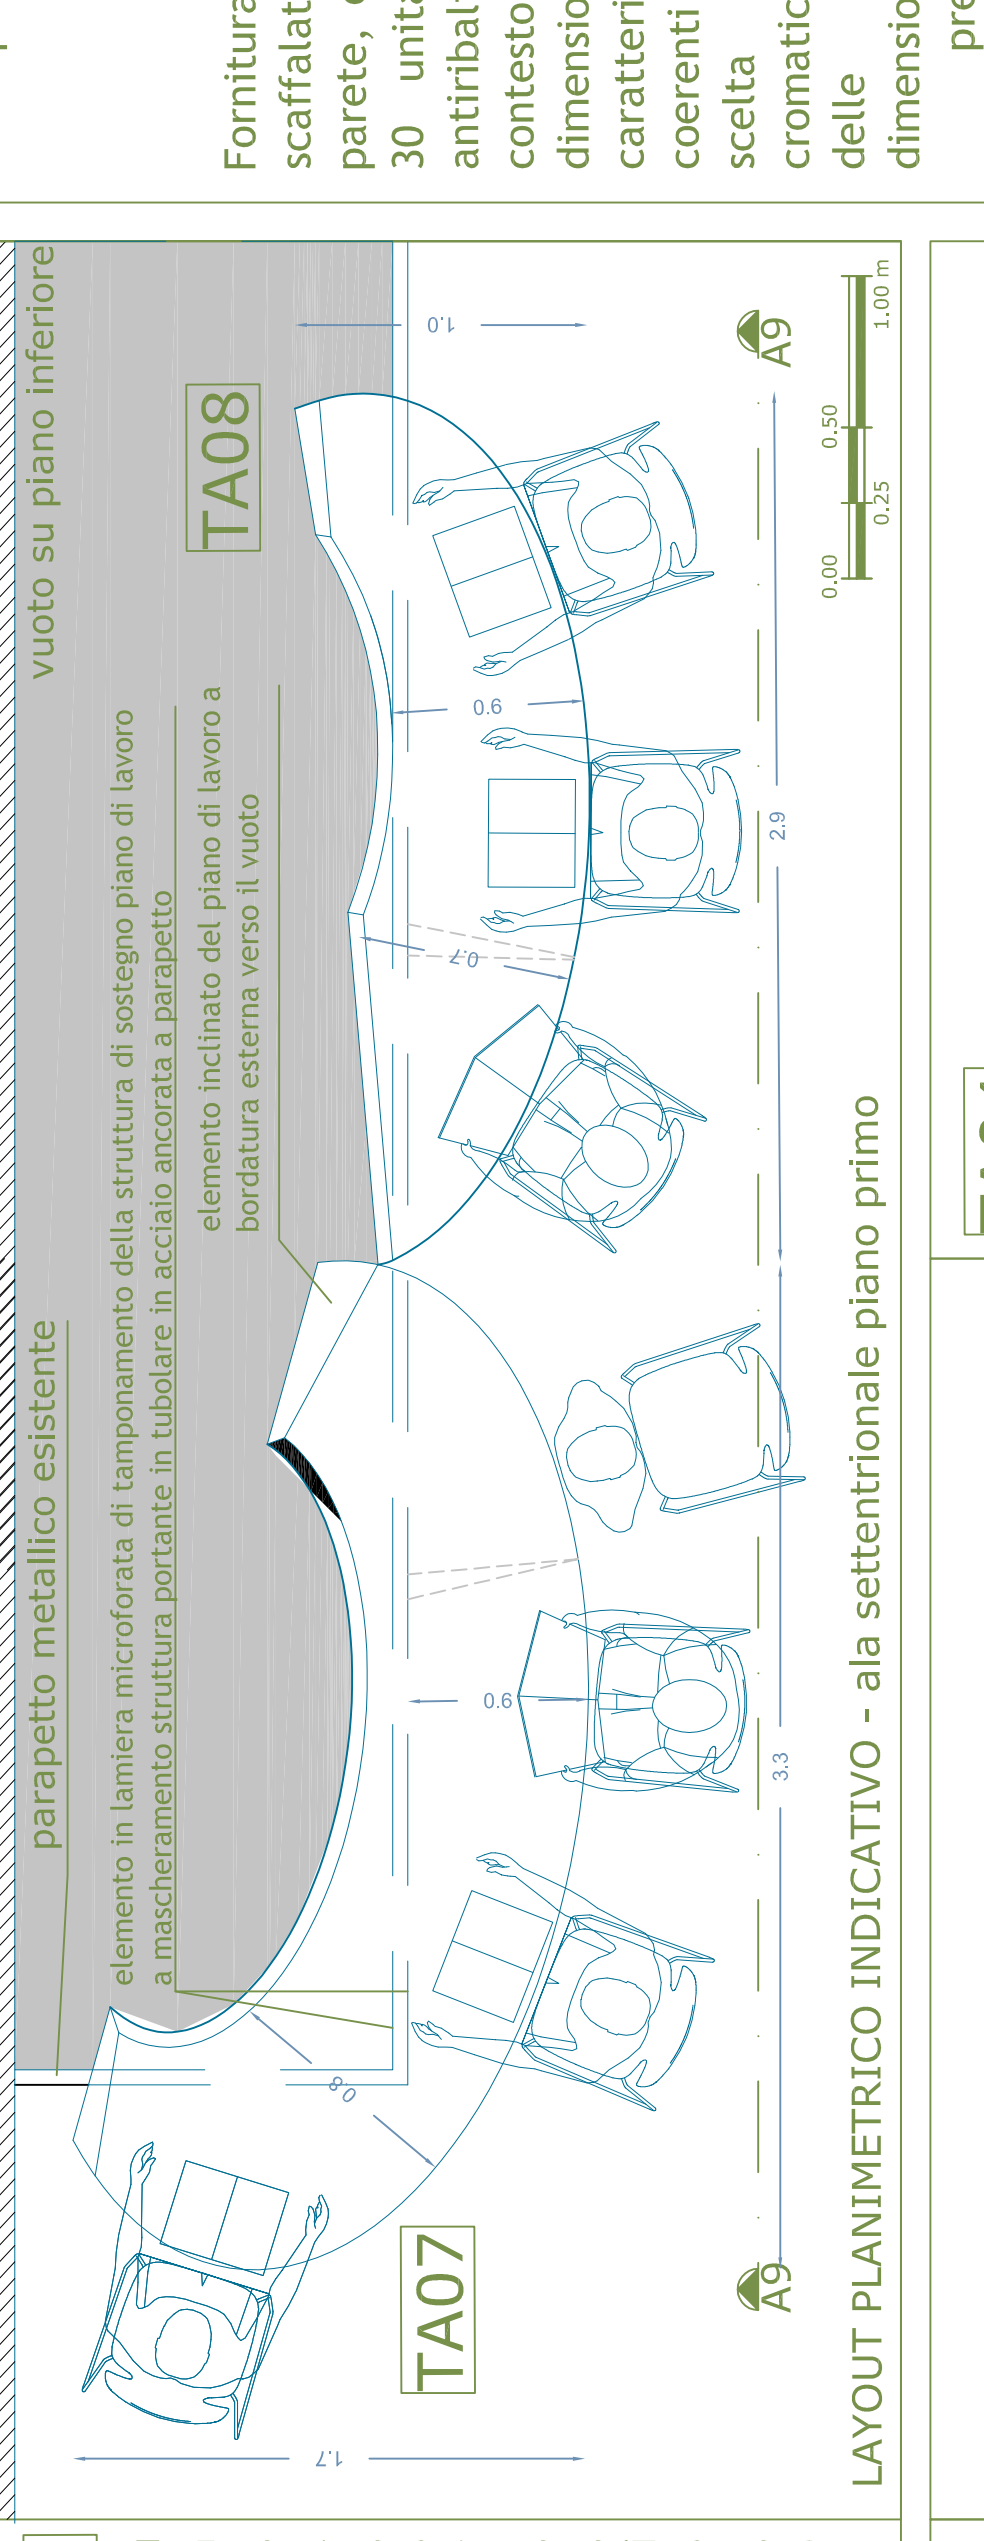 Fornitura
scaffalat
parete,
30 unità
antiribal
contesto
dimensio
caratteri
coerenti
scelta
cromatic
delle
dimensio
pre
vuoto su piano inferiore
parapetto metallico esistente
elemento in lamiera microforata di tamponamento della struttura di sostegno piano di lavoro
a mascheramento struttura portante in tubolare in acciaio ancorata a parapetto
elemento inclinato del piano di lavoro a
bordatura esterna verso il vuoto
TA08
TA07
1.0
0.6
0.7
2.9
0.6
3.3
0.8
1.7
A9
A9
0.00
0.25
0.50
1.00 m
LAYOUT PLANIMETRICO INDICATIVO - ala settentrionale piano primo